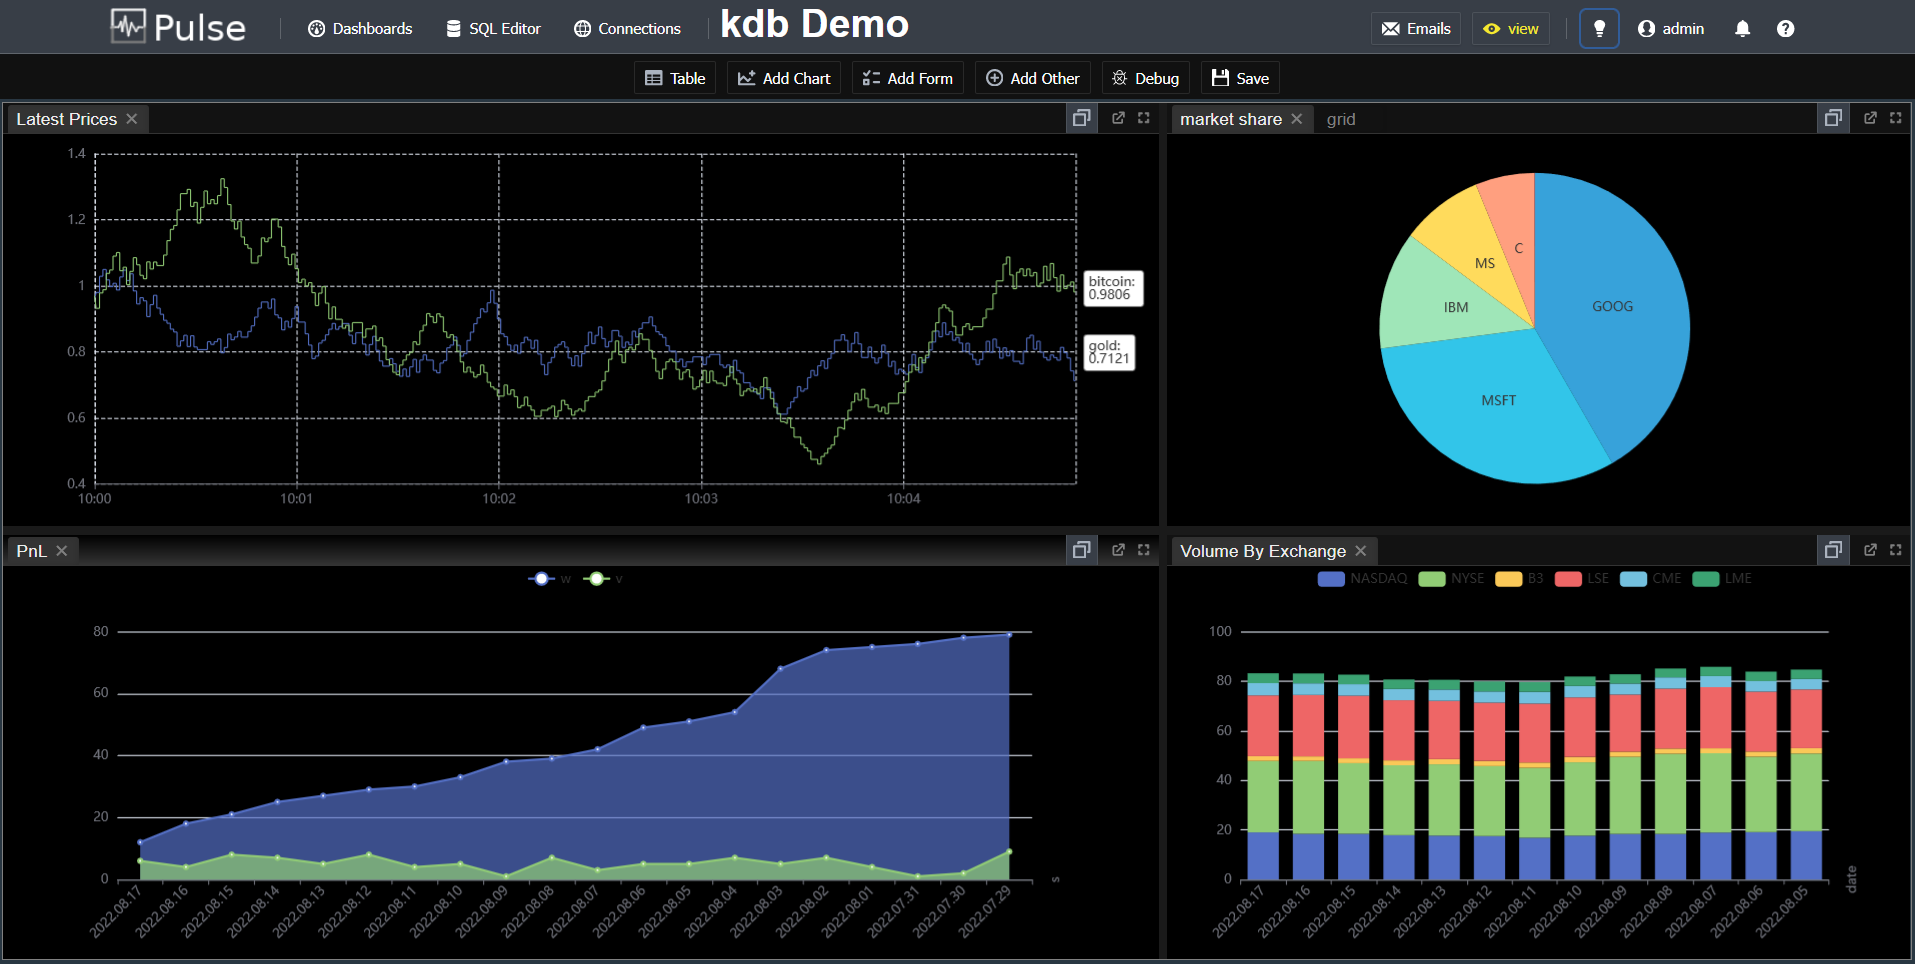 Pulse
Dashboards
SQL Editor
Connections
kdb Demo
Emails
view
admin
Table
Add Chart
Add Form
Add Other
Debug
Save
Latest Prices
1.4
1.2
1
0.8
0.6
0.4
10:00 10:01 10:02 10:03 10:04
bitcoin:
0.9806
gold:
0.7121
market share
grid
GOOG
MSFT
IBM
MS
C
PnL
w v
80
60
40
20
0
2022.08.17 2022.08.16 2022.08.15 2022.08.14 2022.08.13 2022.08.12 2022.08.11 2022.08.10 2022.08.09 2022.08.08 2022.08.07 2022.08.06 2022.08.05 2022.08.04 2022.08.03 2022.08.02 2022.08.01 2022.07.31 2022.07.30 2022.07.29
s
Volume By Exchange
NASDAQ NYSE B3 LSE CME LME
100
80
60
40
20
0
2022.08.17 2022.08.16 2022.08.15 2022.08.14 2022.08.13 2022.08.12 2022.08.11 2022.08.10 2022.08.09 2022.08.08 2022.08.07 2022.08.06 2022.08.05
date